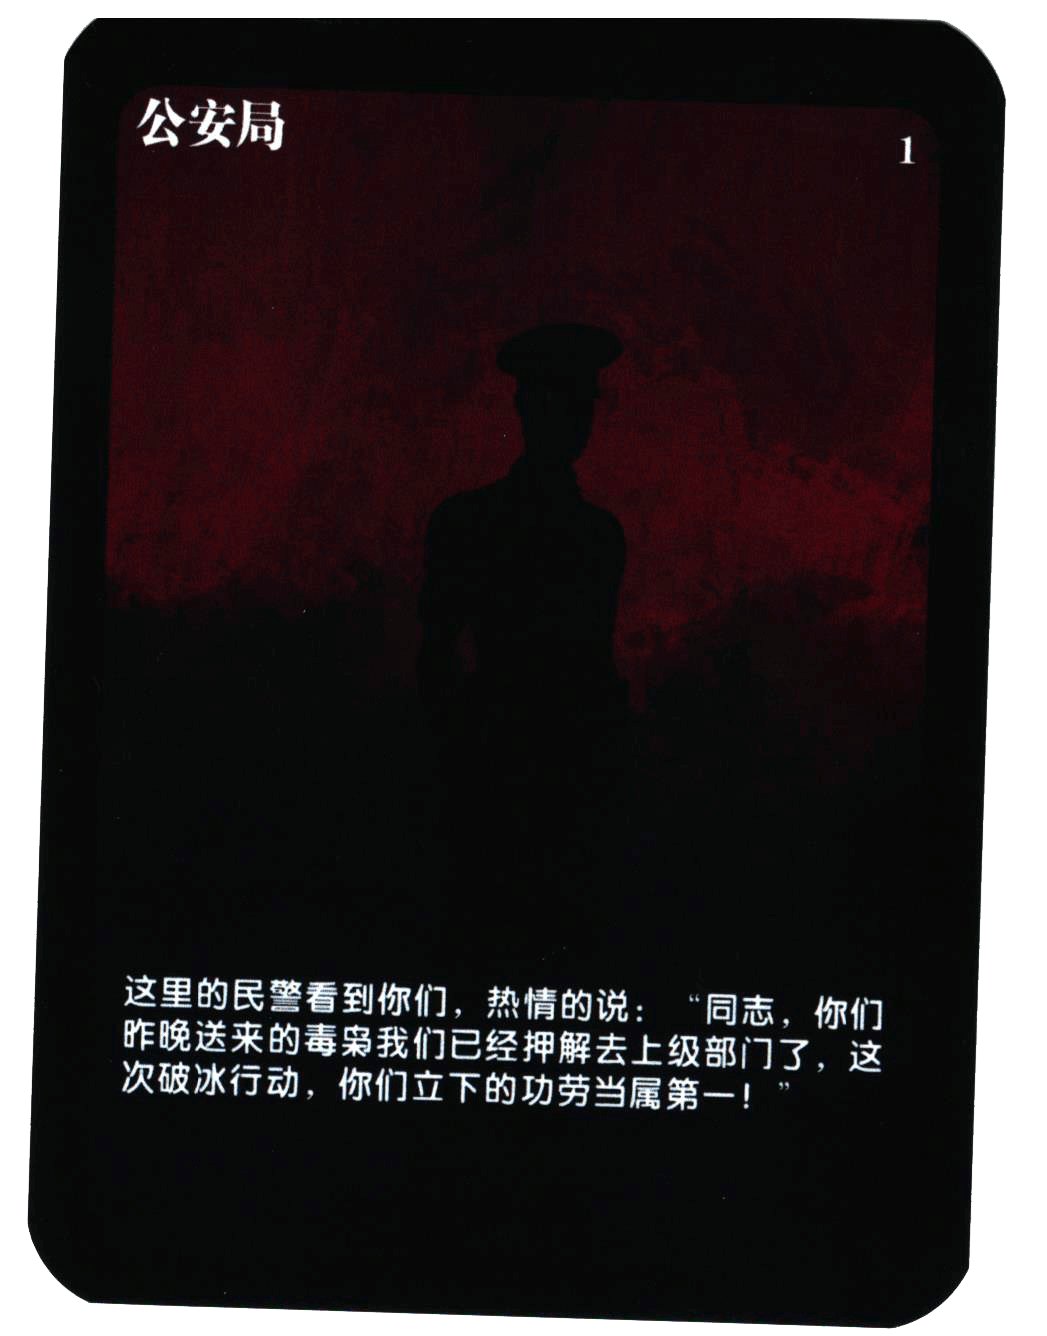 公安局
1
这里的民警看到你们，热情的说：“同志，你们
昨晚送来的毒枭我们已经押解去上级部门了，这
次破冰行动，你们立下的功劳当属第一！”